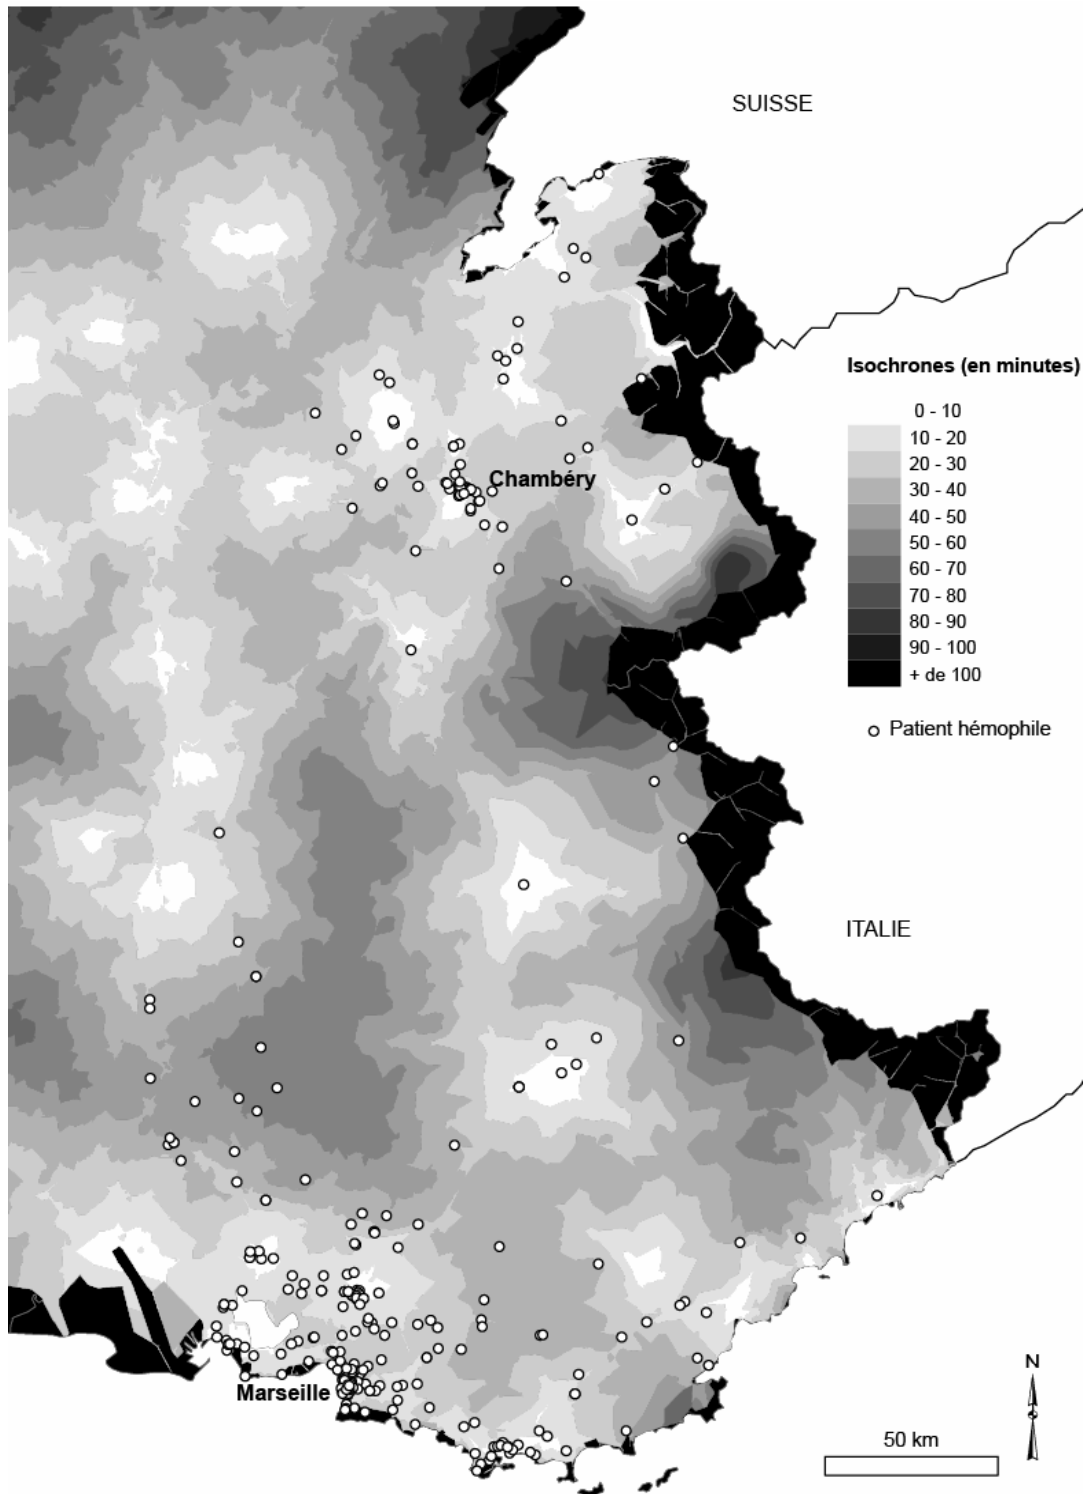 SUISSE
Isochrones (en minutes)
0 - 10
10 - 20
20 - 30
30 - 40
40 - 50
50 - 60
60 - 70
70 - 80
80 - 90
90 - 100
+ de 100
Patient hémophile
Chambéry
ITALIE
Marseille
N
50 km